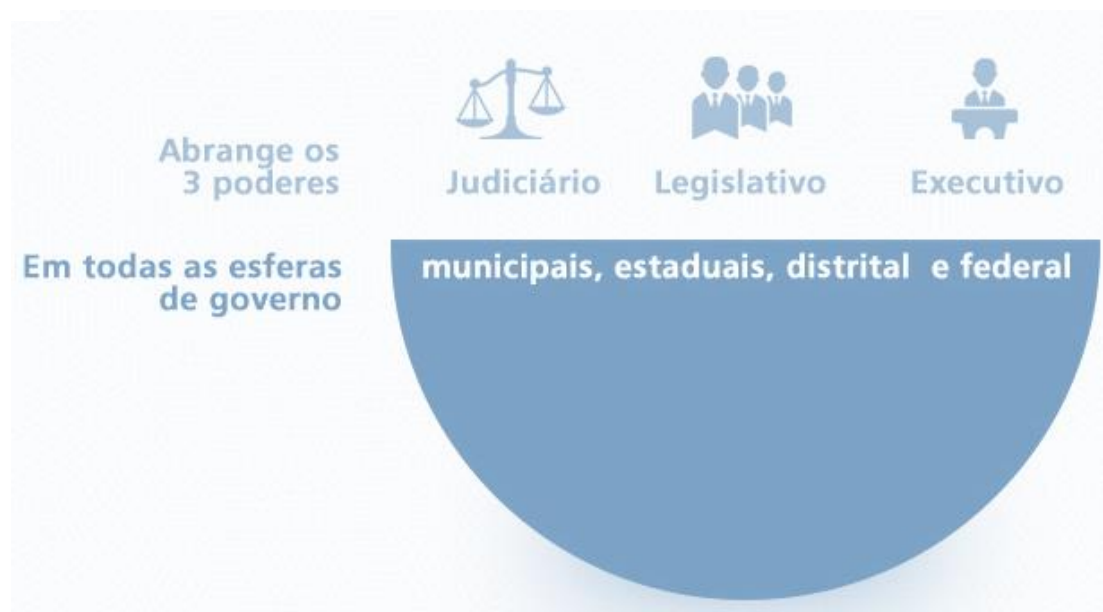 Abrange os
3 poderes
Judiciário Legislativo Executivo
Em todas as esferas
de governo
municipais, estaduais, distrital e federal